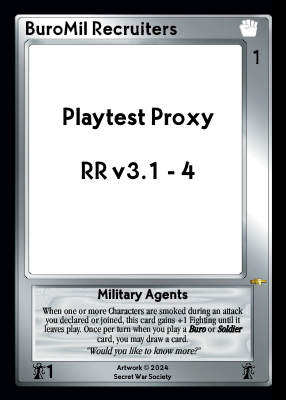 BuroMil Recruiters
1
Playtest Proxy
RR v3.1 - 4
Military Agents
When one or more Characters are smoked during an attack
you declared or joined, this card gains +1 Fighting until it
leaves play. Once per turn when you play a Buro or Soldier
card, you may draw a card.
"Would you like to know more?"
1
Artwork © 2024
Secret War Society